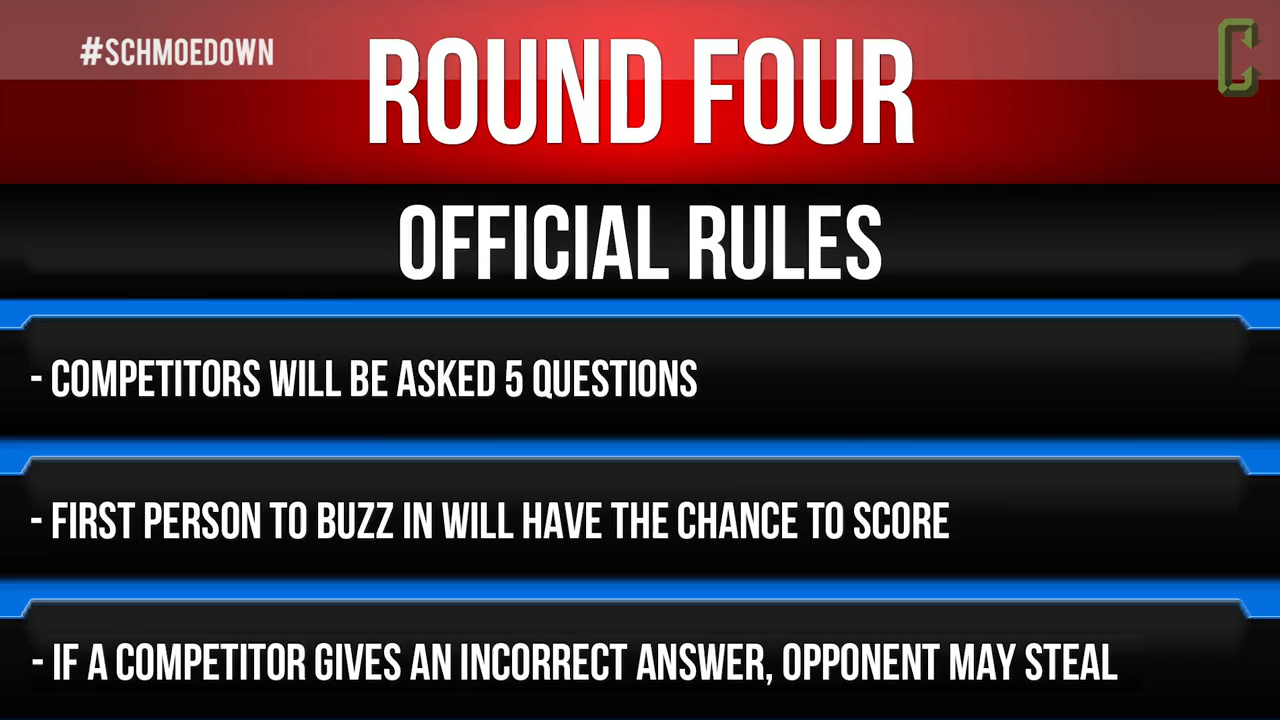 #SCHMOEDOWN
ROUND FOUR
OFFICIAL RULES
- COMPETITORS WILL BE ASKED 5 QUESTIONS
- FIRST PERSON TO BUZZ IN WILL HAVE THE CHANCE TO SCORE
- IF A COMPETITOR GIVES AN INCORRECT ANSWER, OPPONENT MAY STEAL